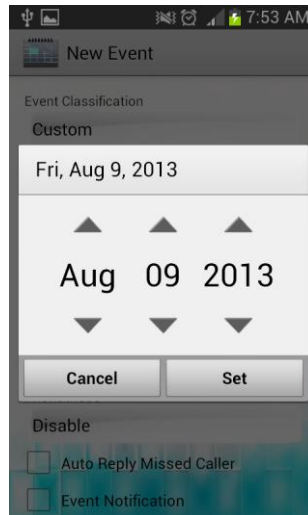 7:53 AM
New Event
Event Classification
Custom
Fri, Aug 9, 2013
Aug 09 2013
Cancel Set
Disable
Auto Reply Missed Caller
Event Notification